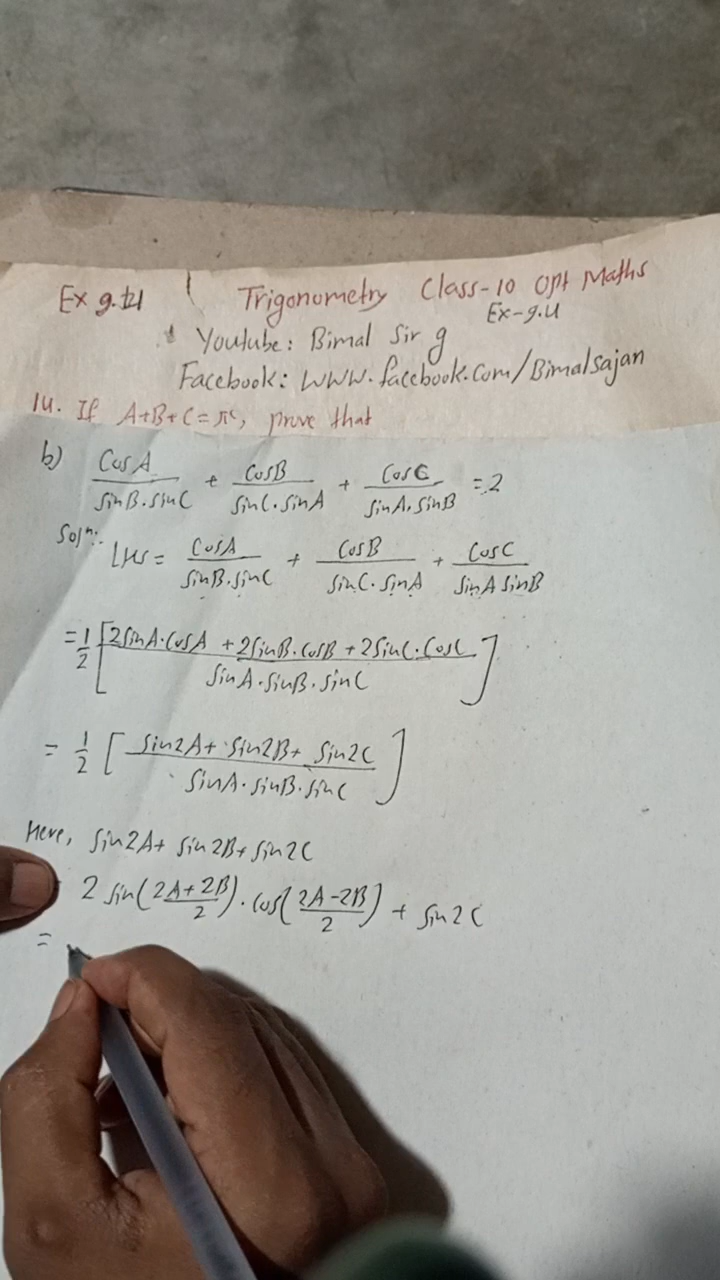 Ex 9.4 Trigonometry Class-10 Opt Maths
Ex-9.4
Youtube: Bimal Sir g
Facebook: WWW.facebook.com/Bimalsajan
14. If A+B+C=πᶜ, prove that
b) CosA/(sinB.sinC) + CosB/(sinC.sinA) + CosC/(sinA.sinB) = 2
Solⁿ:-
LHS = CosA/(sinB.sinC) + CosB/(sinC.sinA) + CosC/(sinA sinB)
= 1/2 [(2sinA.cosA + 2sinB.cosB + 2sinC.cosC)/(sinA.sinB.sinC)]
= 1/2 [(sin2A + sin2B + sin2C)/(sinA.sinB.sinC)]
Here, sin2A + sin2B + sin2C
2 sin((2A+2B)/2).cos((2A-2B)/2) + sin2C
=